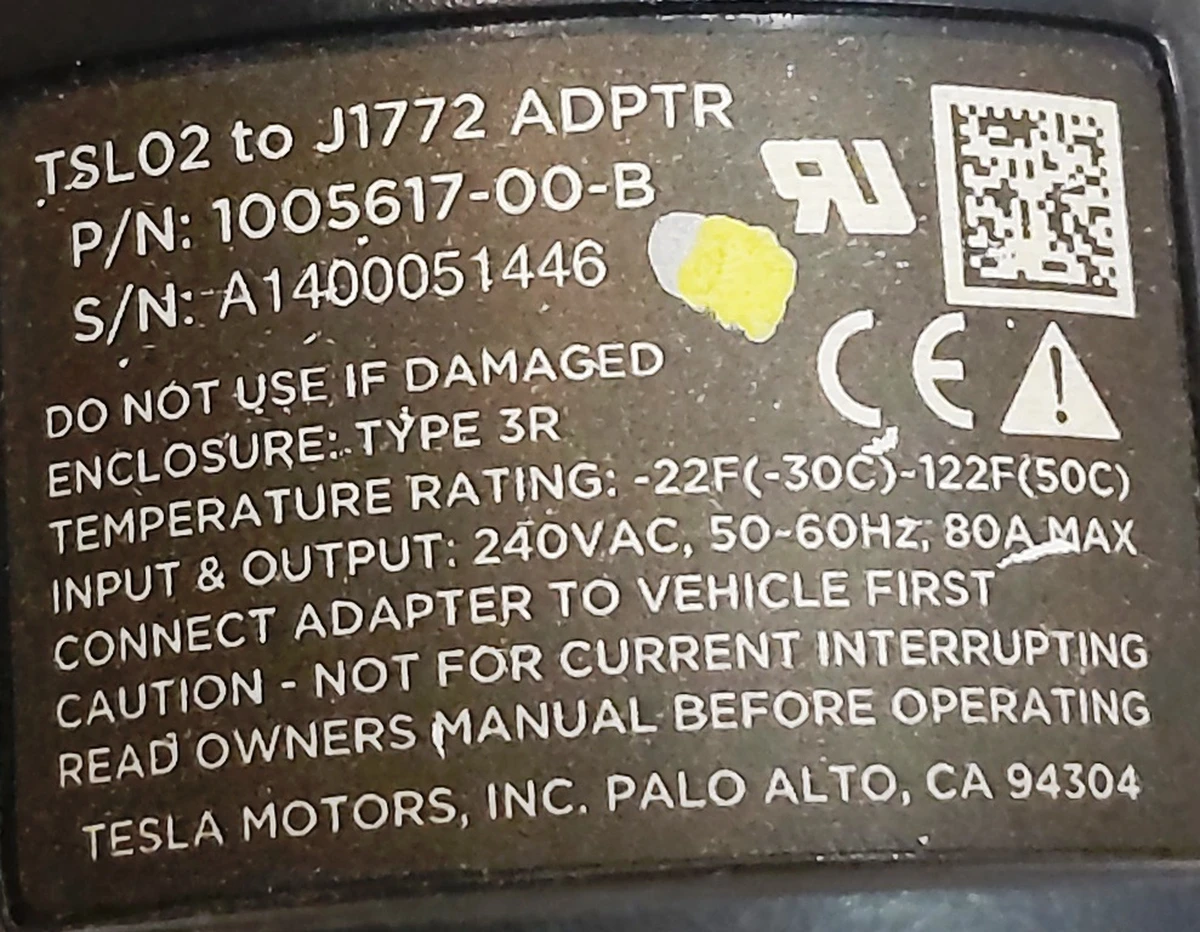 TSL02 to J1772 ADPTR
P/N: 1005617-00-B
S/N: A1400051446
DO NOT USE IF DAMAGED
ENCLOSURE: TYPE 3R
TEMPERATURE RATING: -22F(-30C)-122F(50C)
INPUT & OUTPUT: 240VAC, 50~60Hz, 80A MAX
CONNECT ADAPTER TO VEHICLE FIRST
CAUTION - NOT FOR CURRENT INTERRUPTING
READ OWNERS MANUAL BEFORE OPERATING
TESLA MOTORS, INC. PALO ALTO, CA 94304
RU
CE
!